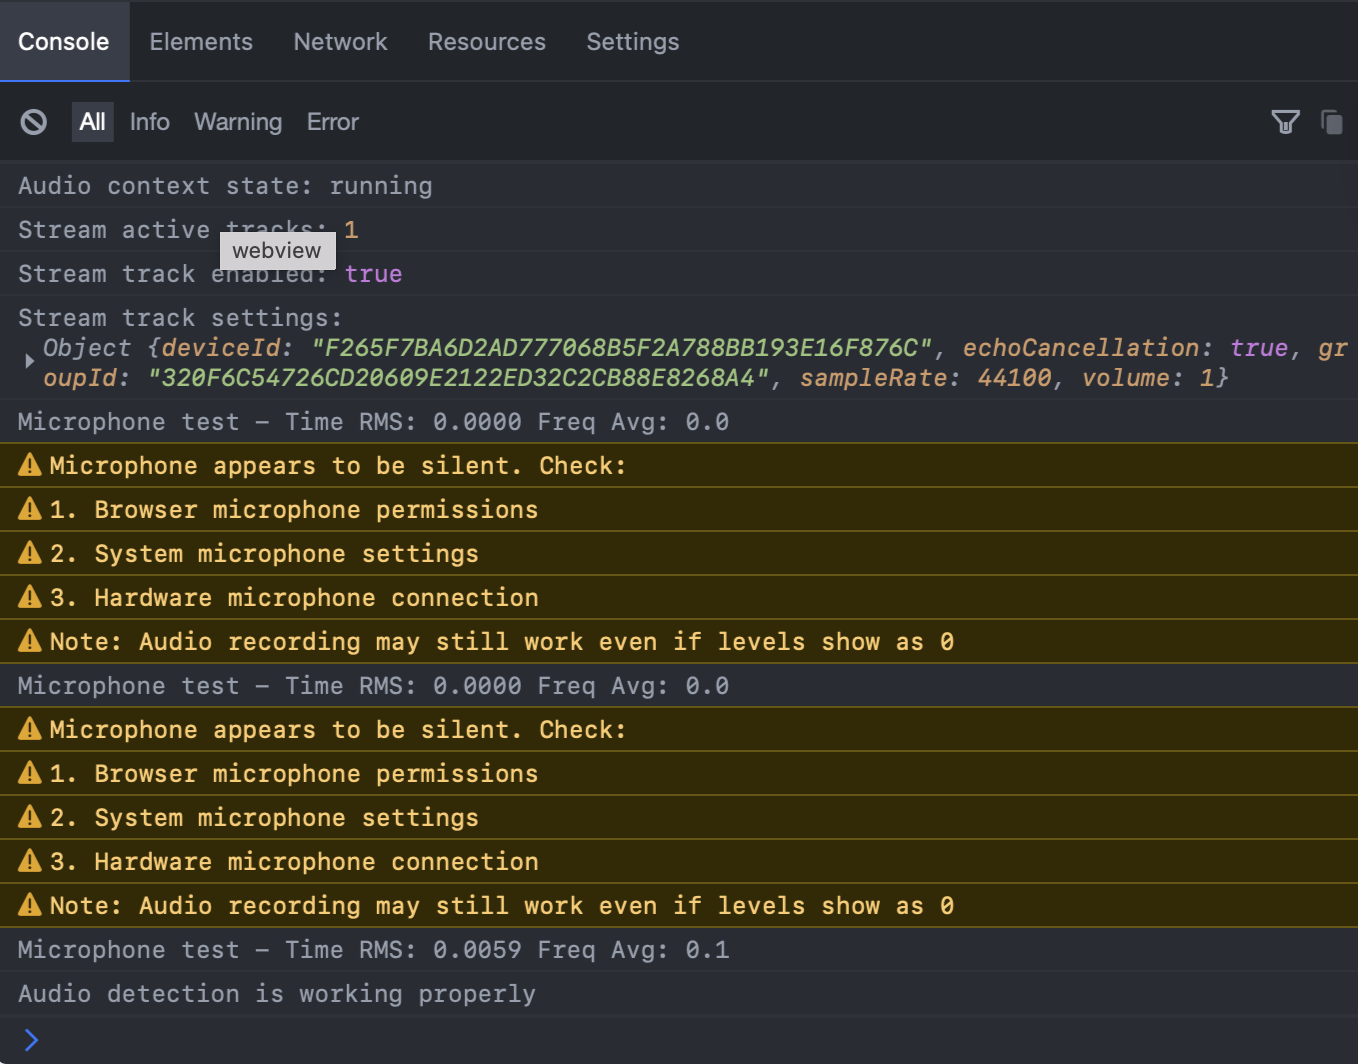 Console Elements Network Resources Settings
All Info Warning Error
Audio context state: running
Stream active tracks: 1
webview
Stream track enabled: true
Stream track settings:
Object {deviceId: "F265F7BA6D2AD777068B5F2A788BB193E16F876C", echoCancellation: true, gr
oupId: "320F6C54726CD20609E2122ED32C2CB88E8268A4", sampleRate: 44100, volume: 1}
Microphone test – Time RMS: 0.0000 Freq Avg: 0.0
Microphone appears to be silent. Check:
1. Browser microphone permissions
2. System microphone settings
3. Hardware microphone connection
Note: Audio recording may still work even if levels show as 0
Microphone test – Time RMS: 0.0000 Freq Avg: 0.0
Microphone appears to be silent. Check:
1. Browser microphone permissions
2. System microphone settings
3. Hardware microphone connection
Note: Audio recording may still work even if levels show as 0
Microphone test – Time RMS: 0.0059 Freq Avg: 0.1
Audio detection is working properly